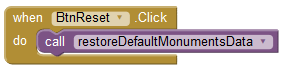 when BtnReset .Click
do call restoreDefaultMonumentsData